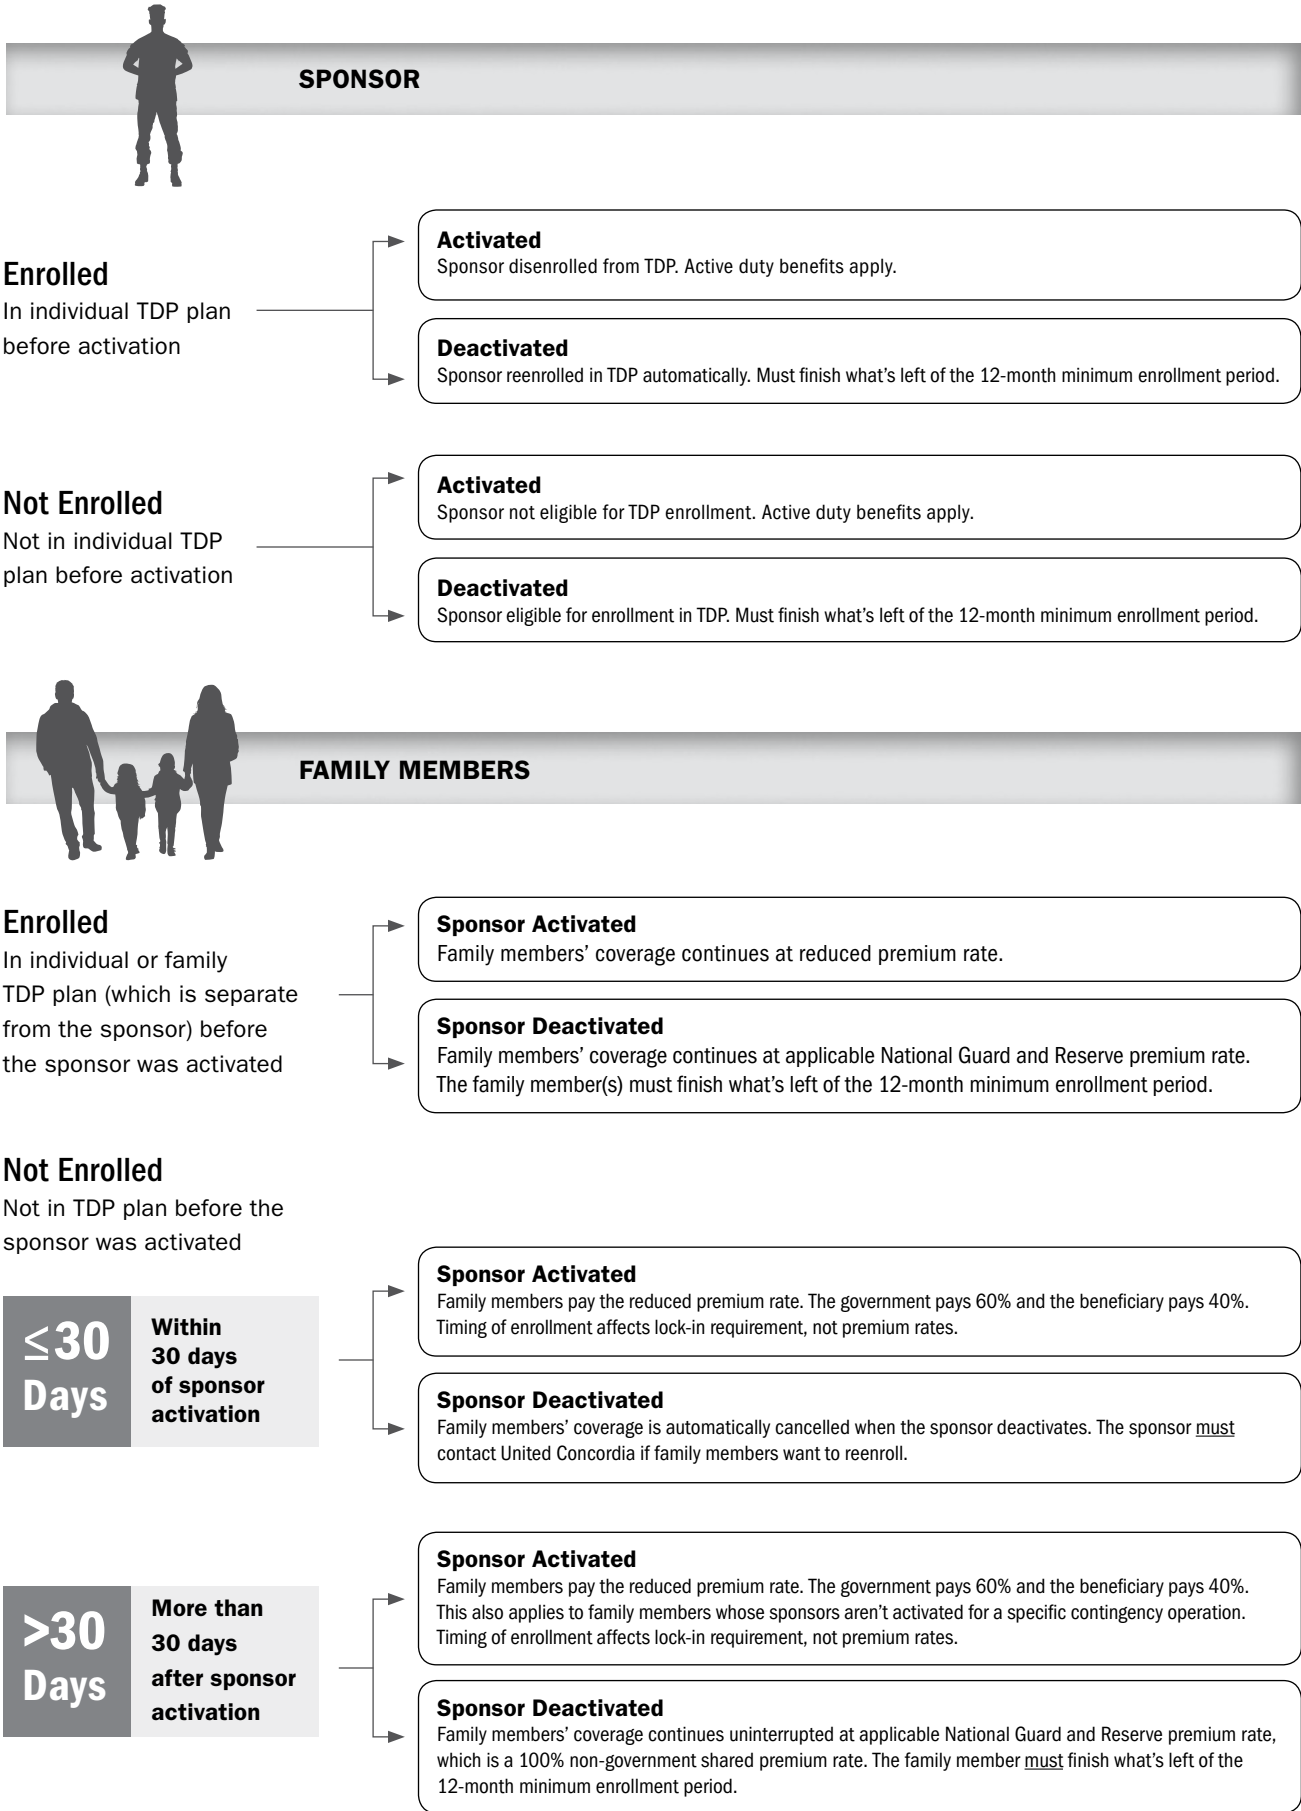 SPONSOR
Enrolled
In individual TDP plan
before activation
Activated
Sponsor disenrolled from TDP. Active duty benefits apply.
Deactivated
Sponsor reenrolled in TDP automatically. Must finish what’s left of the 12-month minimum enrollment period.
Not Enrolled
Not in individual TDP
plan before activation
Activated
Sponsor not eligible for TDP enrollment. Active duty benefits apply.
Deactivated
Sponsor eligible for enrollment in TDP. Must finish what’s left of the 12-month minimum enrollment period.
FAMILY MEMBERS
Enrolled
In individual or family
TDP plan (which is separate
from the sponsor) before
the sponsor was activated
Sponsor Activated
Family members’ coverage continues at reduced premium rate.
Sponsor Deactivated
Family members’ coverage continues at applicable National Guard and Reserve premium rate.
The family member(s) must finish what’s left of the 12-month minimum enrollment period.
Not Enrolled
Not in TDP plan before the
sponsor was activated
≤30
Days
Within
30 days
of sponsor
activation
Sponsor Activated
Family members pay the reduced premium rate. The government pays 60% and the beneficiary pays 40%.
Timing of enrollment affects lock-in requirement, not premium rates.
Sponsor Deactivated
Family members’ coverage is automatically cancelled when the sponsor deactivates. The sponsor must
contact United Concordia if family members want to reenroll.
>30
Days
More than
30 days
after sponsor
activation
Sponsor Activated
Family members pay the reduced premium rate. The government pays 60% and the beneficiary pays 40%.
This also applies to family members whose sponsors aren’t activated for a specific contingency operation.
Timing of enrollment affects lock-in requirement, not premium rates.
Sponsor Deactivated
Family members’ coverage continues uninterrupted at applicable National Guard and Reserve premium rate,
which is a 100% non-government shared premium rate. The family member must finish what’s left of the
12-month minimum enrollment period.